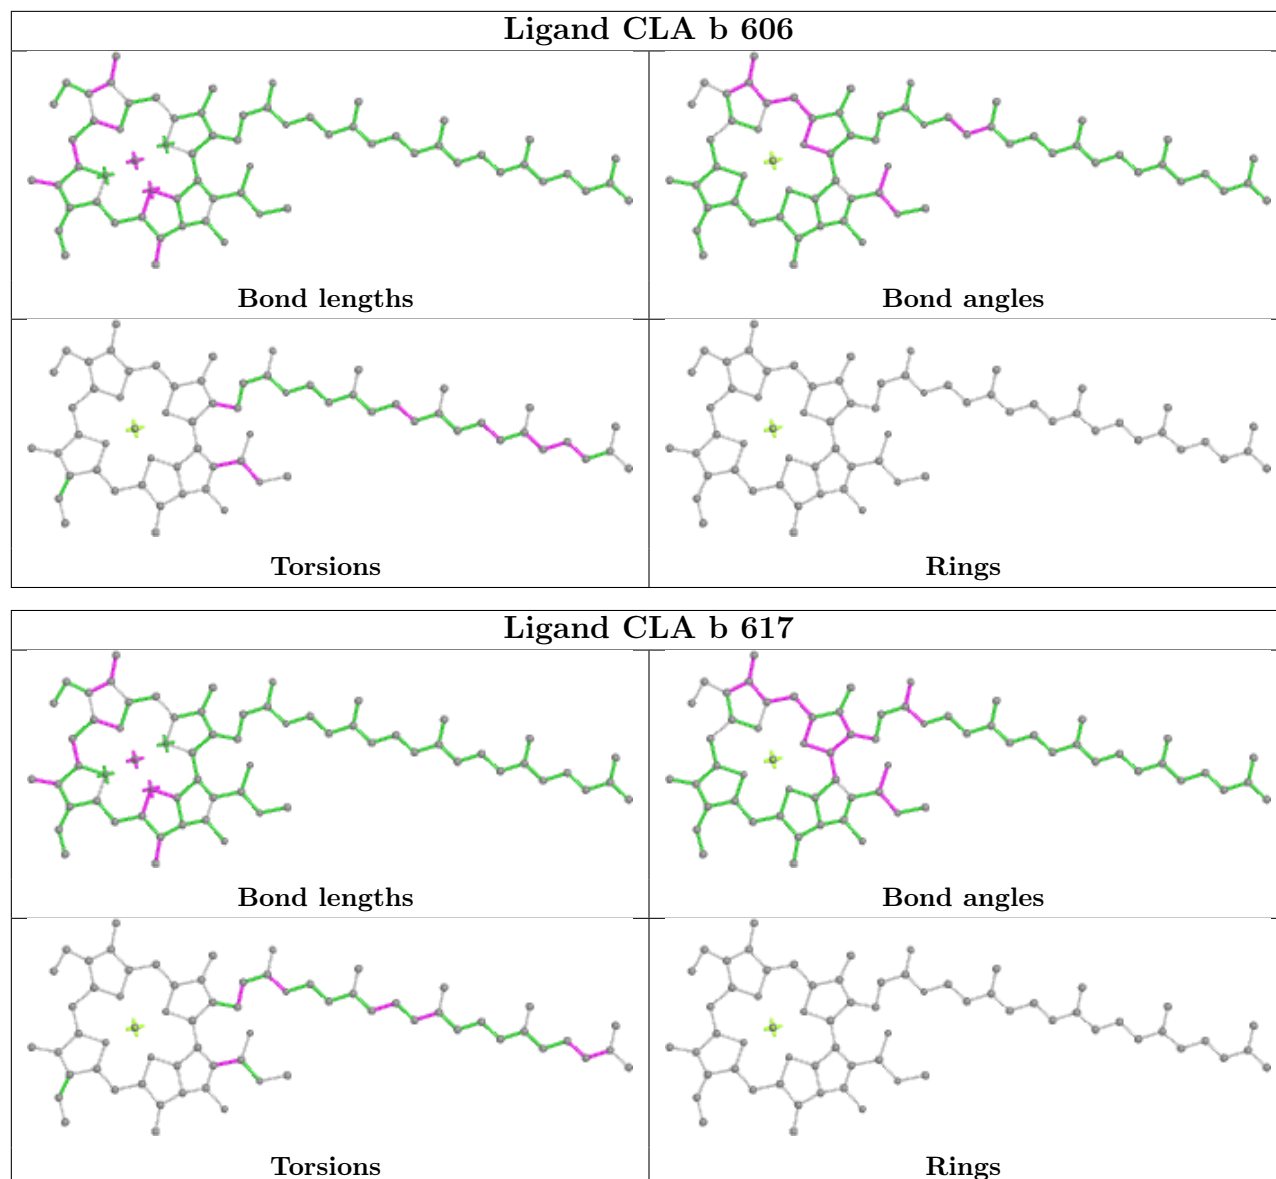 Ligand CLA b 606
Bond lengths
Bond angles
Torsions
Rings
Ligand CLA b 617
Bond lengths
Bond angles
Torsions
Rings